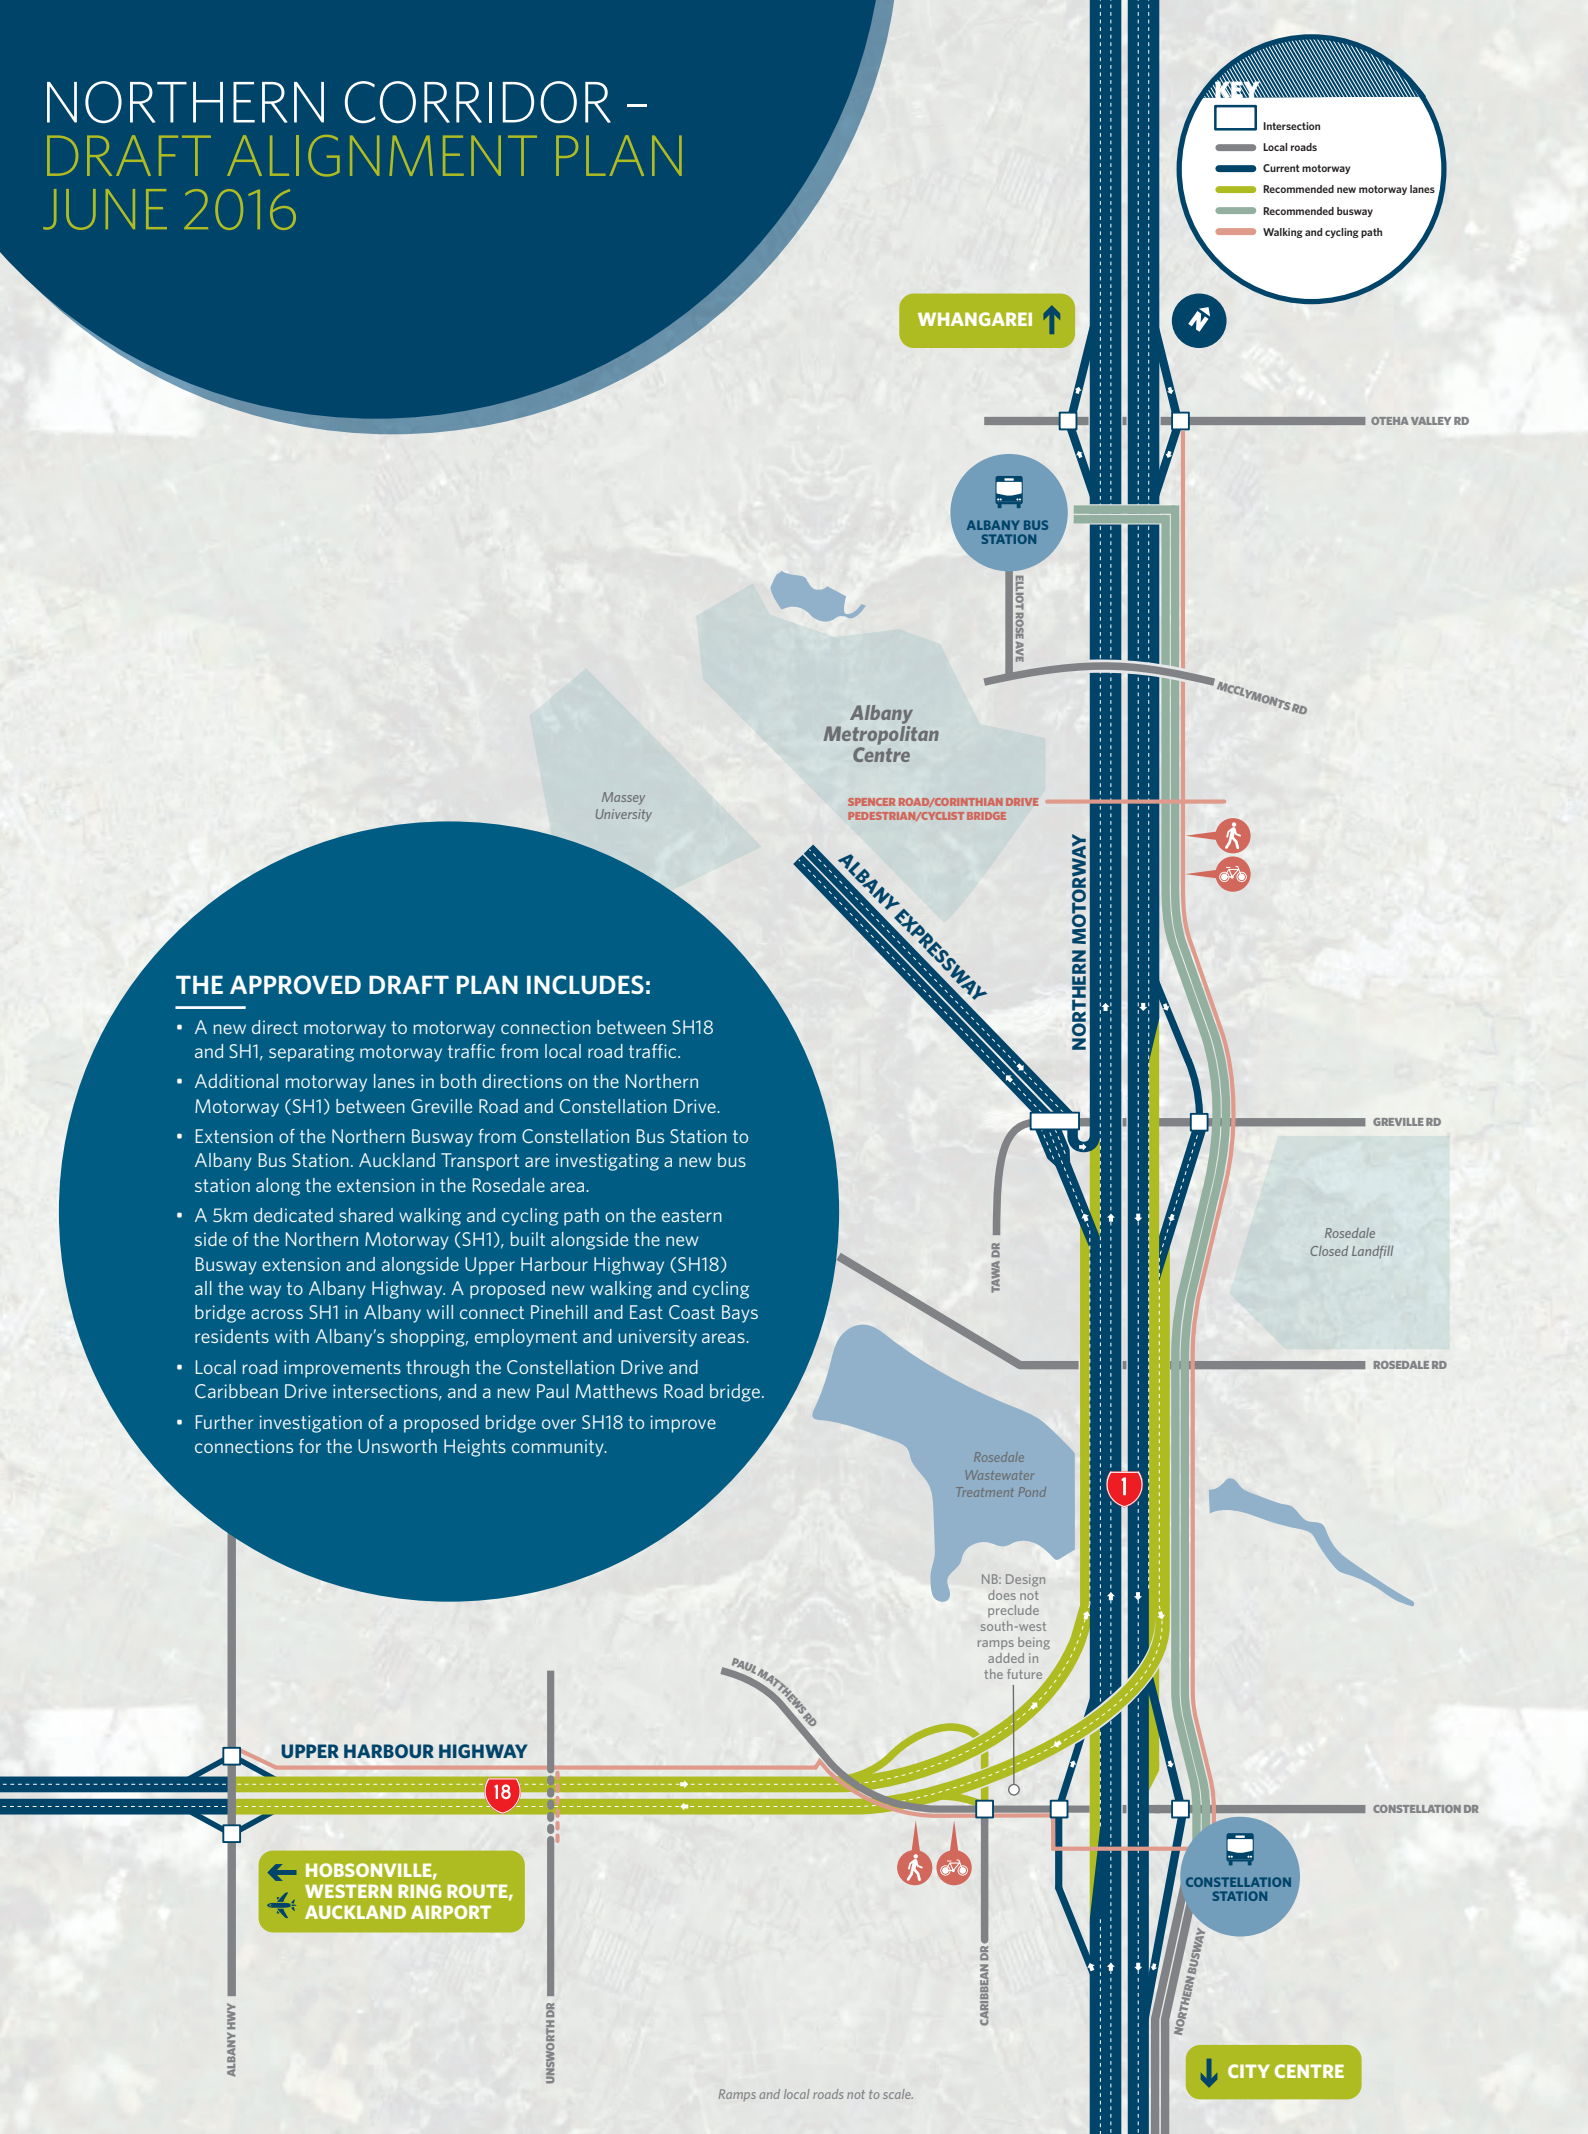 NORTHERN CORRIDOR –
DRAFT ALIGNMENT PLAN
JUNE 2016
KEY
Intersection
Local roads
Current motorway
Recommended new motorway lanes
Recommended busway
Walking and cycling path
WHANGAREI
N
OTEHA VALLEY RD
ALBANY BUS
STATION
ELLIOT ROSE AVE
MCCLYMONTS RD
Albany
Metropolitan
Centre
Massey
University
SPENCER ROAD/CORINTHIAN DRIVE
PEDESTRIAN/CYCLIST BRIDGE
ALBANY EXPRESSWAY
NORTHERN MOTORWAY
THE APPROVED DRAFT PLAN INCLUDES:
• A new direct motorway to motorway connection between SH18
and SH1, separating motorway traffic from local road traffic.
• Additional motorway lanes in both directions on the Northern
Motorway (SH1) between Greville Road and Constellation Drive.
• Extension of the Northern Busway from Constellation Bus Station to
Albany Bus Station. Auckland Transport are investigating a new bus
station along the extension in the Rosedale area.
• A 5km dedicated shared walking and cycling path on the eastern
side of the Northern Motorway (SH1), built alongside the new
Busway extension and alongside Upper Harbour Highway (SH18)
all the way to Albany Highway. A proposed new walking and cycling
bridge across SH1 in Albany will connect Pinehill and East Coast Bays
residents with Albany's shopping, employment and university areas.
• Local road improvements through the Constellation Drive and
Caribbean Drive intersections, and a new Paul Matthews Road bridge.
• Further investigation of a proposed bridge over SH18 to improve
connections for the Unsworth Heights community.
GREVILLE RD
TAWA DR
Rosedale
Closed Landfill
ROSEDALE RD
Rosedale
Wastewater
Treatment Pond
1
NB: Design
does not
preclude
south-west
ramps being
added in
the future
PAUL MATTHEWS RD
UPPER HARBOUR HIGHWAY
18
CONSTELLATION DR
HOBSONVILLE,
WESTERN RING ROUTE,
AUCKLAND AIRPORT
CONSTELLATION
STATION
ALBANY HWY
UNSWORTH DR
CARIBBEAN DR
NORTHERN BUSWAY
CITY CENTRE
Ramps and local roads not to scale.